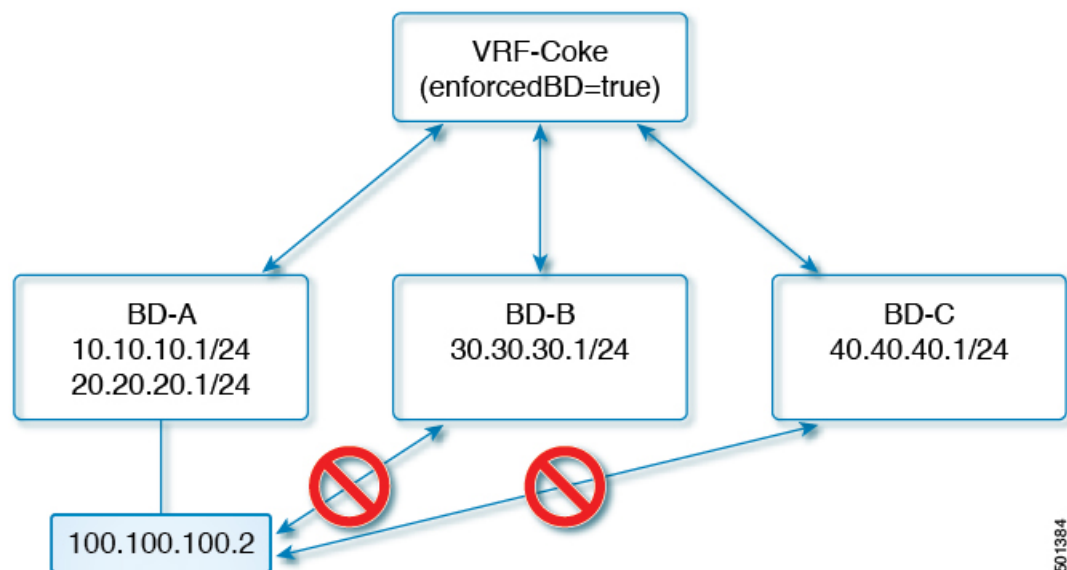 VRF-Coke
(enforcedBD=true)
BD-A
10.10.10.1/24
20.20.20.1/24
BD-B
30.30.30.1/24
BD-C
40.40.40.1/24
100.100.100.2
501384